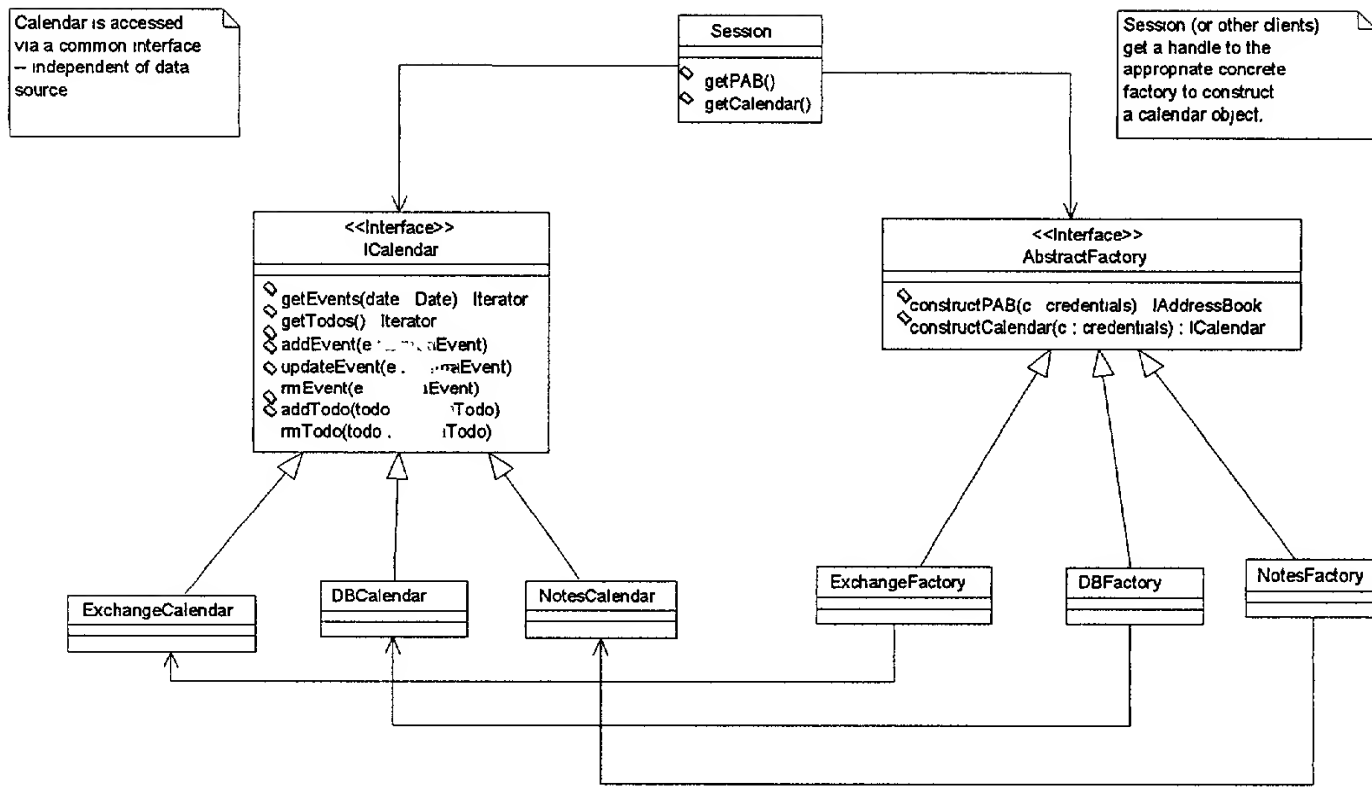 Calendar is accessed
via a common interface
-- independent of data
source
Session
getPAB()
getCalendar()
Session (or other clients)
get a handle to the
appropriate concrete
factory to construct
a calendar object.
<<Interface>>
ICalendar
getEvents(date Date) Iterator
getTodos() Iterator
addEvent(e
updateEvent(e
rmEvent(e
addTodo(todo
rmTodo(todo
<<Interface>>
AbstractFactory
constructPAB(c credentials) IAddressBook
constructCalendar(c : credentials) : ICalendar
ExchangeCalendar
DBCalendar
NotesCalendar
ExchangeFactory
DBFactory
NotesFactory